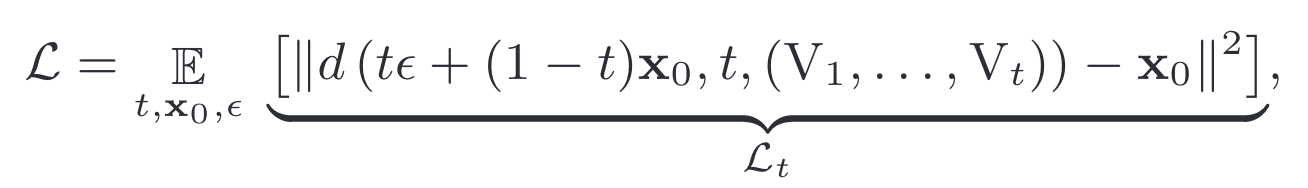 ℒ = 𝔼_{t,𝐱₀,ϵ} [‖d (tϵ + (1 − t)𝐱₀, t, (V₁, . . . , V_t)) − 𝐱₀‖²],
ℒ_t